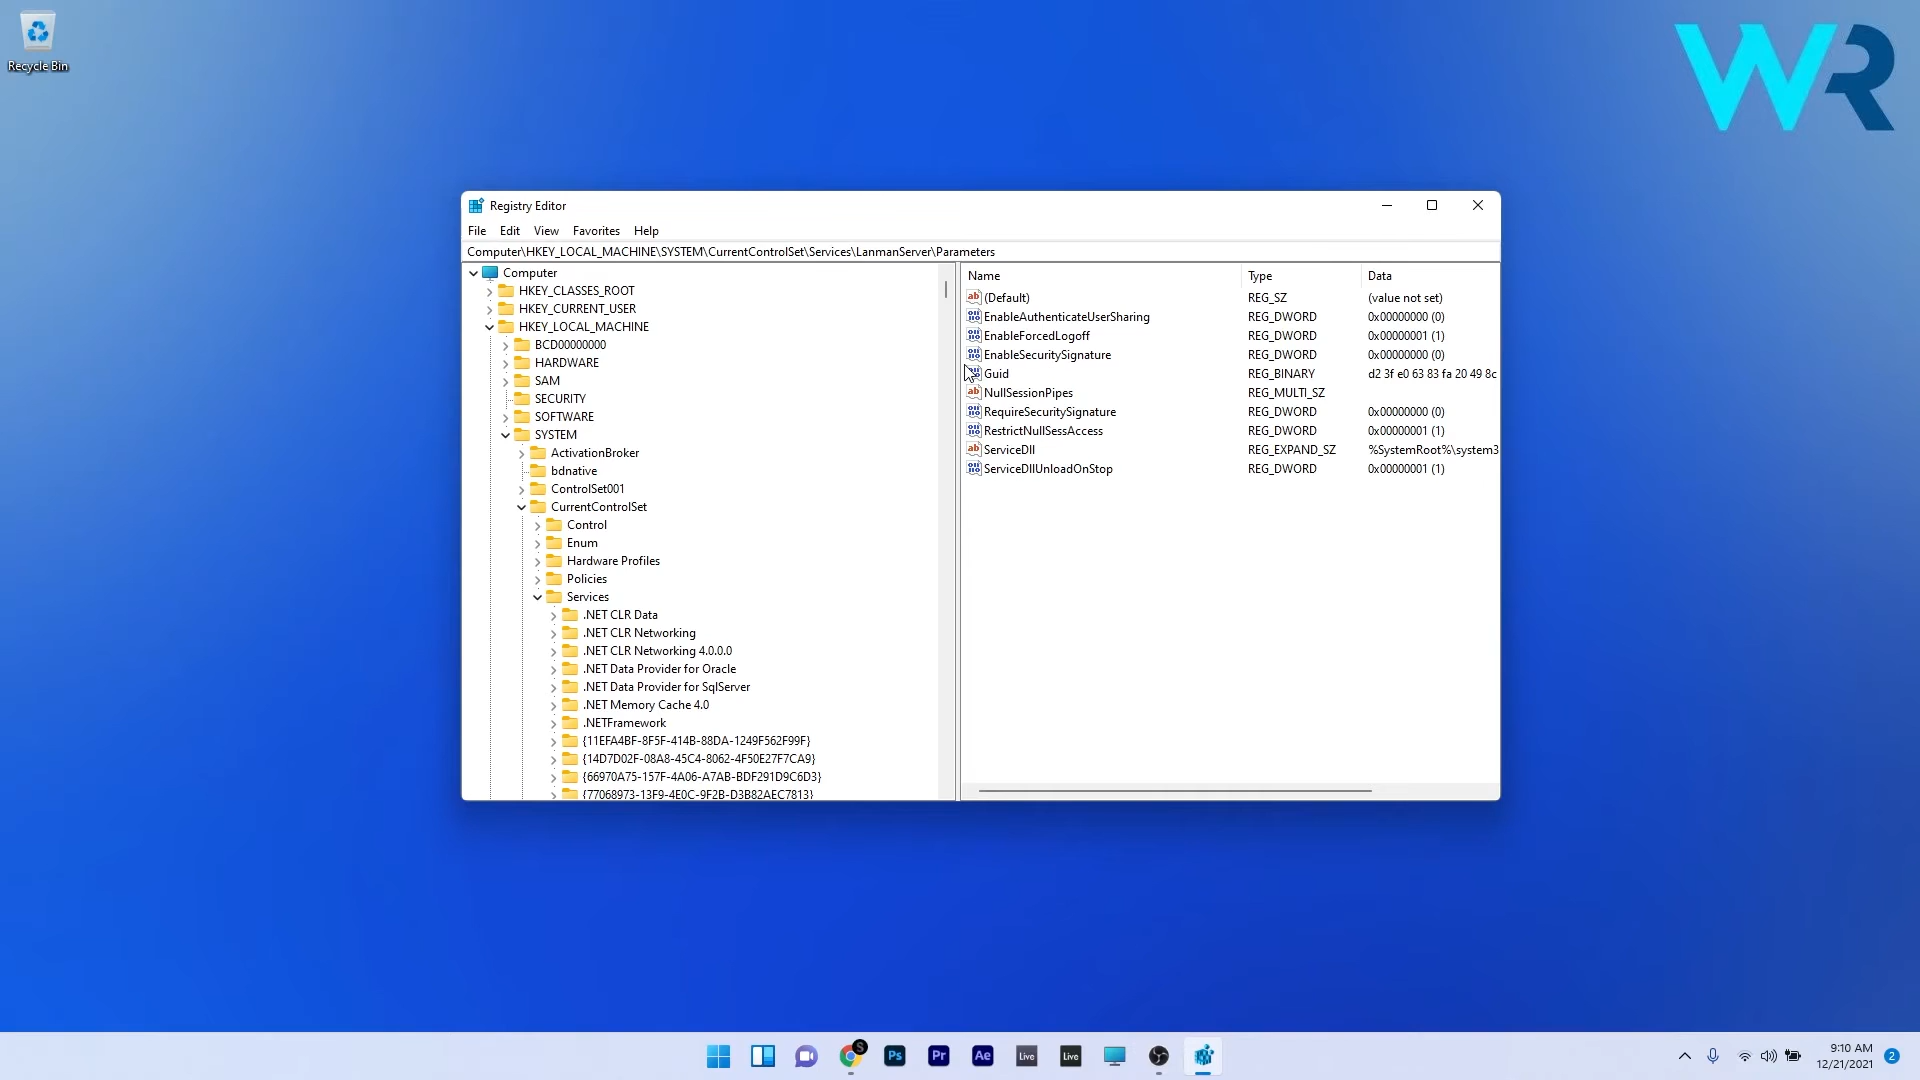 Recycle Bin
WR
Registry Editor
File Edit View Favorites Help
Computer\HKEY_LOCAL_MACHINE\SYSTEM\CurrentControlSet\Services\LanmanServer\Parameters
Computer
HKEY_CLASSES_ROOT
HKEY_CURRENT_USER
HKEY_LOCAL_MACHINE
BCD00000000
HARDWARE
SAM
SECURITY
SOFTWARE
SYSTEM
ActivationBroker
bdnative
ControlSet001
CurrentControlSet
Control
Enum
Hardware Profiles
Policies
Services
.NET CLR Data
.NET CLR Networking
.NET CLR Networking 4.0.0.0
.NET Data Provider for Oracle
.NET Data Provider for SqlServer
.NET Memory Cache 4.0
.NETFramework
{11EFA4BF-8F5F-414B-88DA-1249F562F99F}
{14D7D02F-08A8-45C4-8062-4F50E27F7CA9}
{66970A75-157F-4A06-A7AB-BDF291D9C6D3}
{77068973-13F9-4E0C-9F2B-D3B82AEC7813}
Name Type Data
(Default) REG_SZ (value not set)
EnableAuthenticateUserSharing REG_DWORD 0x00000000 (0)
EnableForcedLogoff REG_DWORD 0x00000001 (1)
EnableSecuritySignature REG_DWORD 0x00000000 (0)
Guid REG_BINARY d2 3f e0 63 83 fa 20 49 8c
NullSessionPipes REG_MULTI_SZ
RequireSecuritySignature REG_DWORD 0x00000000 (0)
RestrictNullSessAccess REG_DWORD 0x00000001 (1)
ServiceDll REG_EXPAND_SZ %SystemRoot%\system3
ServiceDllUnloadOnStop REG_DWORD 0x00000001 (1)
S Ps Pr Ae Live Live
9:10 AM
12/21/2021
2